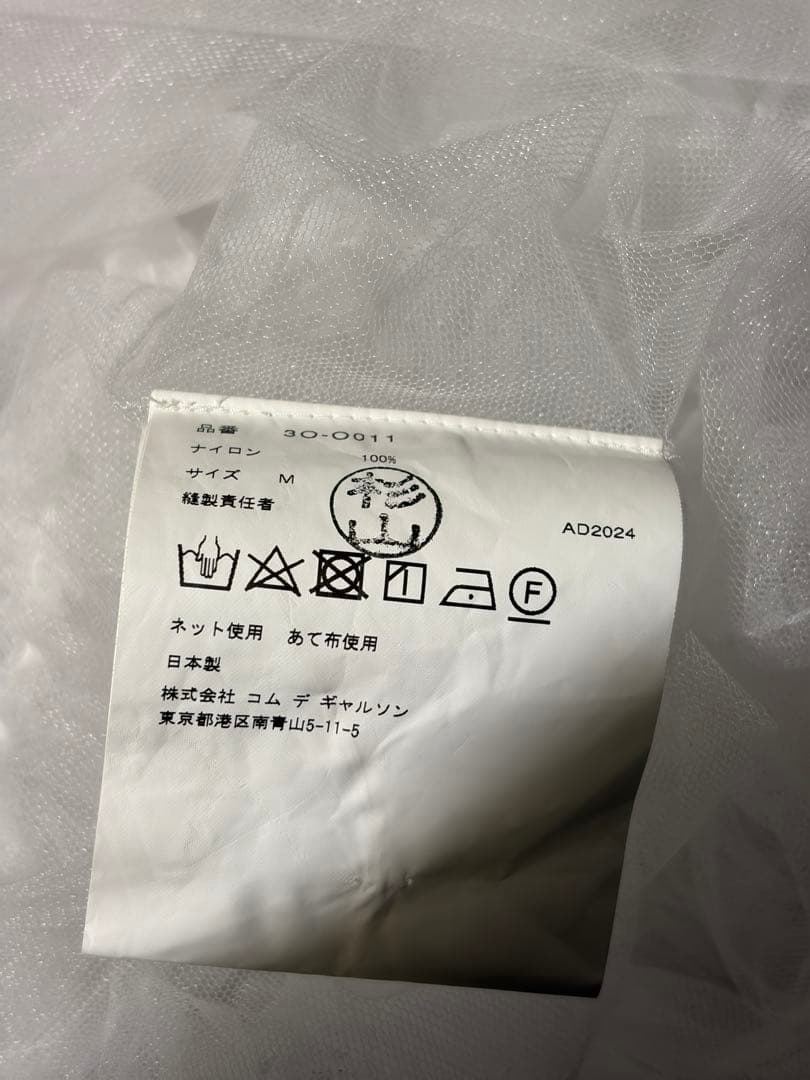 品番 3O-O011
ナイロン 100%
サイズ M
縫製責任者 杉山
AD2024
F
ネット使用 あて布使用
日本製
株式会社 コム デ ギャルソン
東京都港区南青山5-11-5